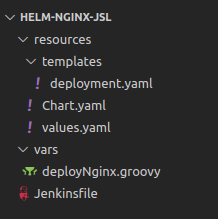 HELM-NGINX-JSL
resources
templates
deployment.yaml
Chart.yaml
values.yaml
vars
deployNginx.groovy
Jenkinsfile